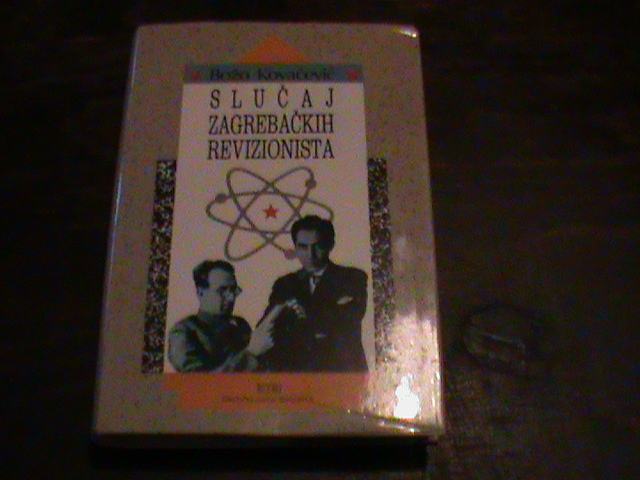 Božo Kovačević
SLUČAJ
ZAGREBAČKIH
REVIZIONISTA